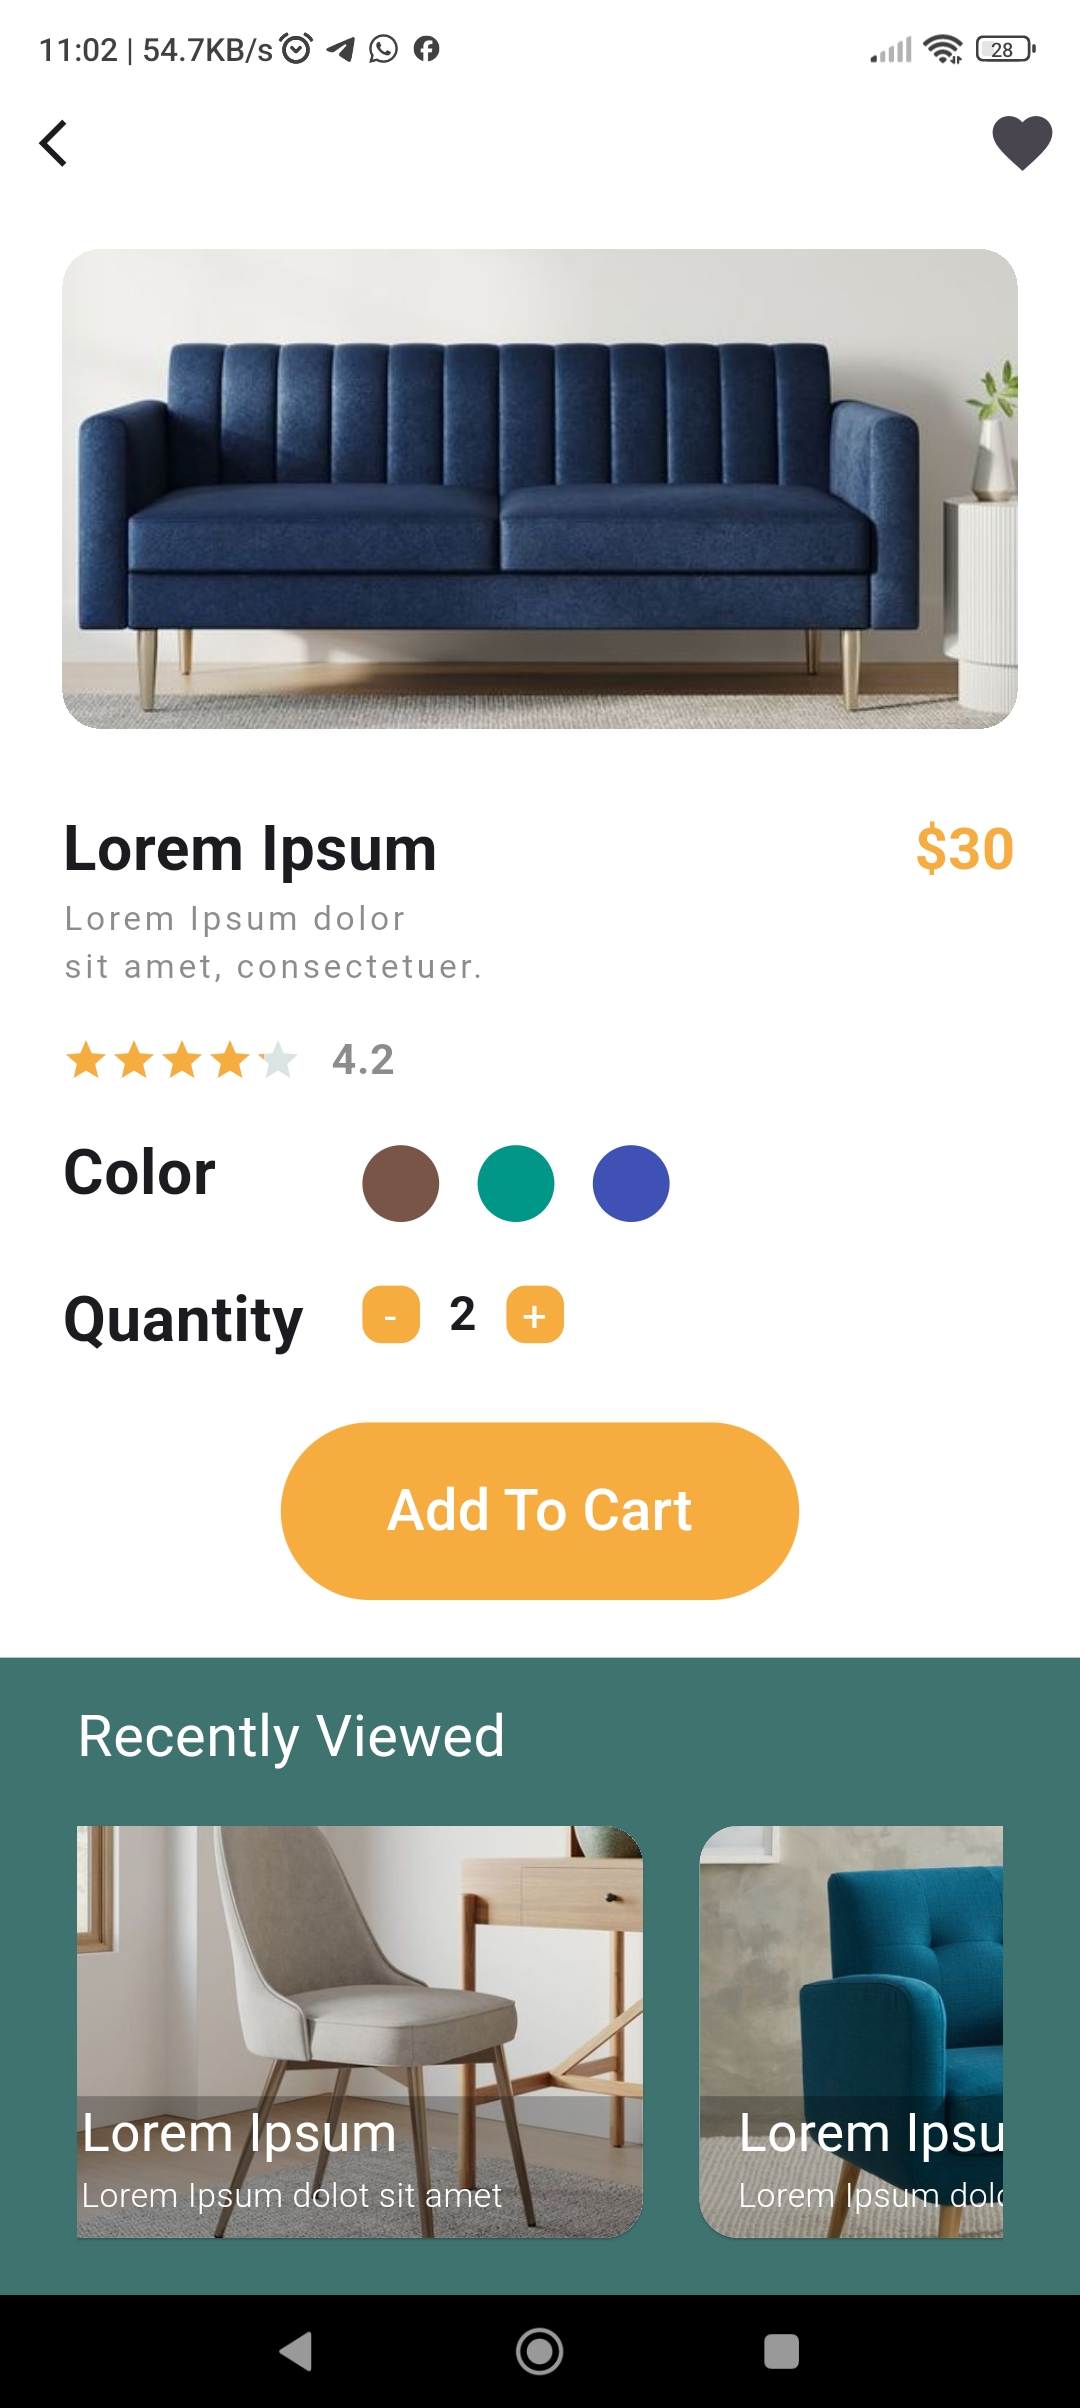 11:02 | 54.7KB/s
28
Lorem Ipsum
$30
Lorem Ipsum dolor
sit amet, consectetuer.
4.2
Color
Quantity
- 2 +
Add To Cart
Recently Viewed
Lorem Ipsum
Lorem Ipsum dolot sit amet
Lorem Ipsu
Lorem Ipsum dolo